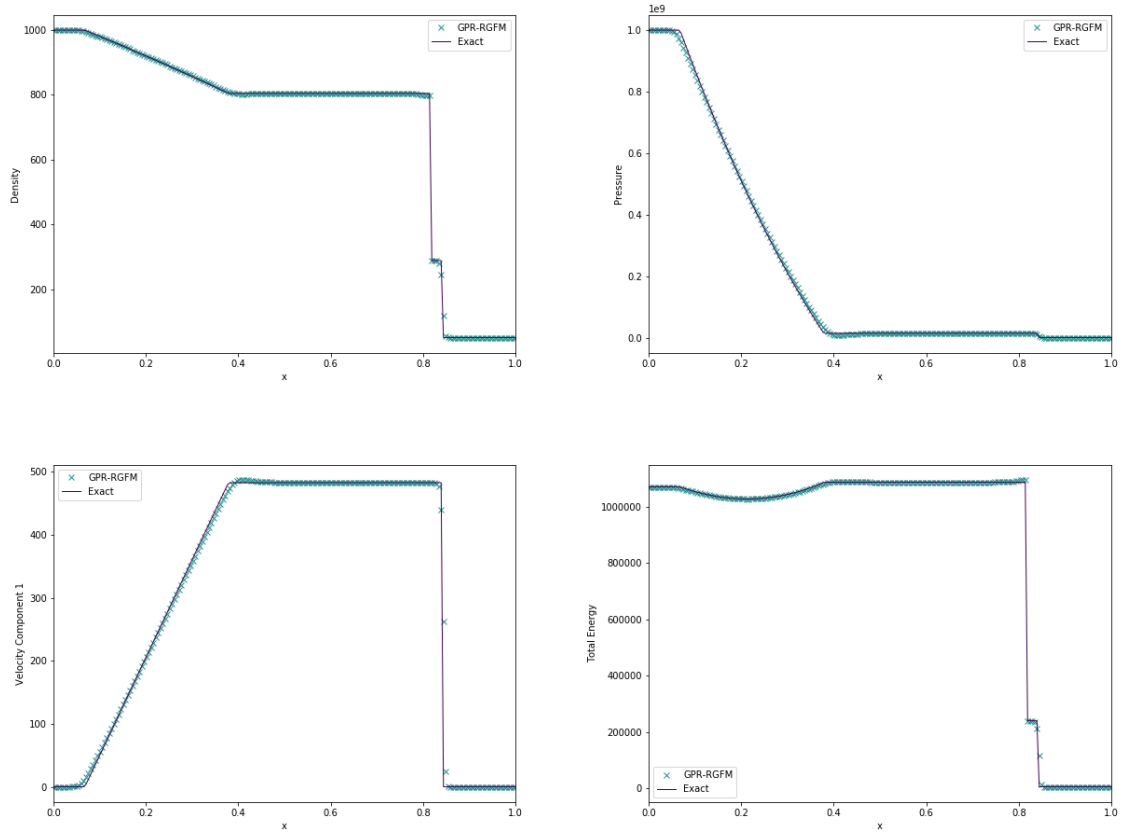 1000
800
600
400
200
Density
0.0 0.2 0.4 0.6 0.8 1.0
x
GPR-RGFM
Exact
1e9
1.0
0.8
0.6
0.4
0.2
0.0
Pressure
0.0 0.2 0.4 0.6 0.8 1.0
x
GPR-RGFM
Exact
500
400
300
200
100
0
Velocity Component 1
0.0 0.2 0.4 0.6 0.8 1.0
x
GPR-RGFM
Exact
1000000
800000
600000
400000
200000
0
Total Energy
0.0 0.2 0.4 0.6 0.8 1.0
x
GPR-RGFM
Exact